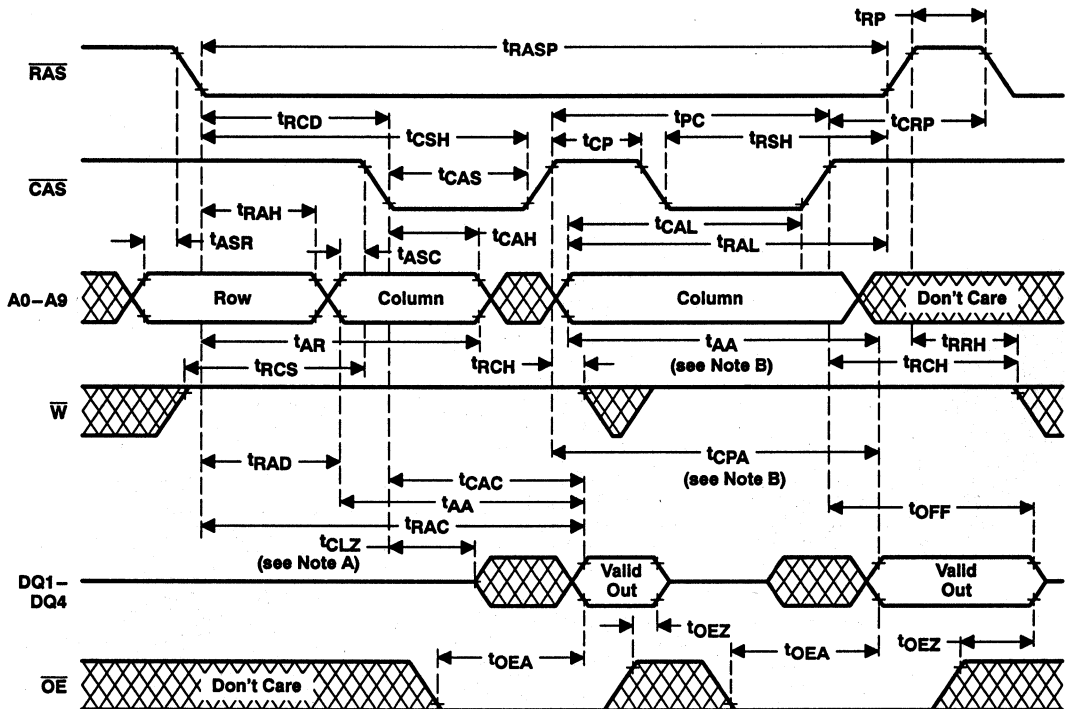 tRP
tRASP
RAS
tRCD
tPC
tCRP
tCSH
tCP
tRSH
CAS
tCAS
tRAH
tCAL
tCAH
tASR
tASC
tRAL
A0–A9
Row
Column
Column
Don't Care
tAR
tAA
tRRH
tRCS
tRCH
(see Note B)
tRCH
W
tCPA
tRAD
(see Note B)
tCAC
tAA
tOFF
tRAC
tCLZ
(see Note A)
DQ1–
DQ4
Valid
Out
Valid
Out
tOEZ
tOEA
tOEA
tOEZ
OE
Don't Care